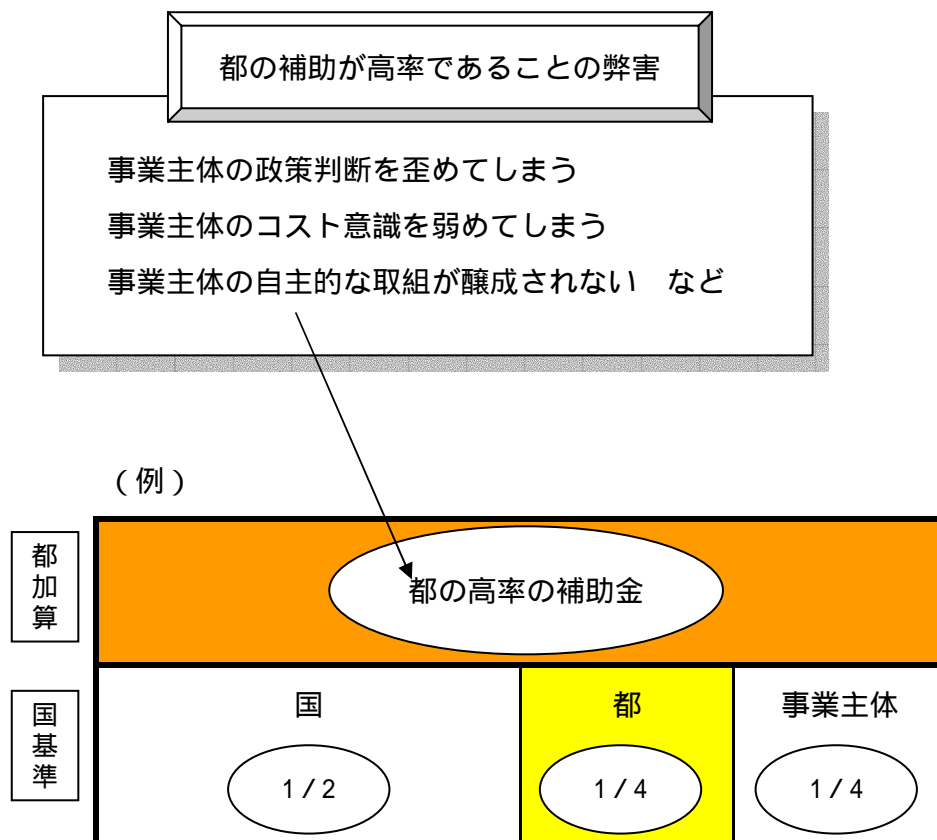 都の補助が高率であることの弊害
事業主体の政策判断を歪めてしまう
事業主体のコスト意識を弱めてしまう
事業主体の自主的な取組が醸成されない　など
（例）
都加算
都の高率の補助金
国基準
国
都
事業主体
1/2
1/4
1/4